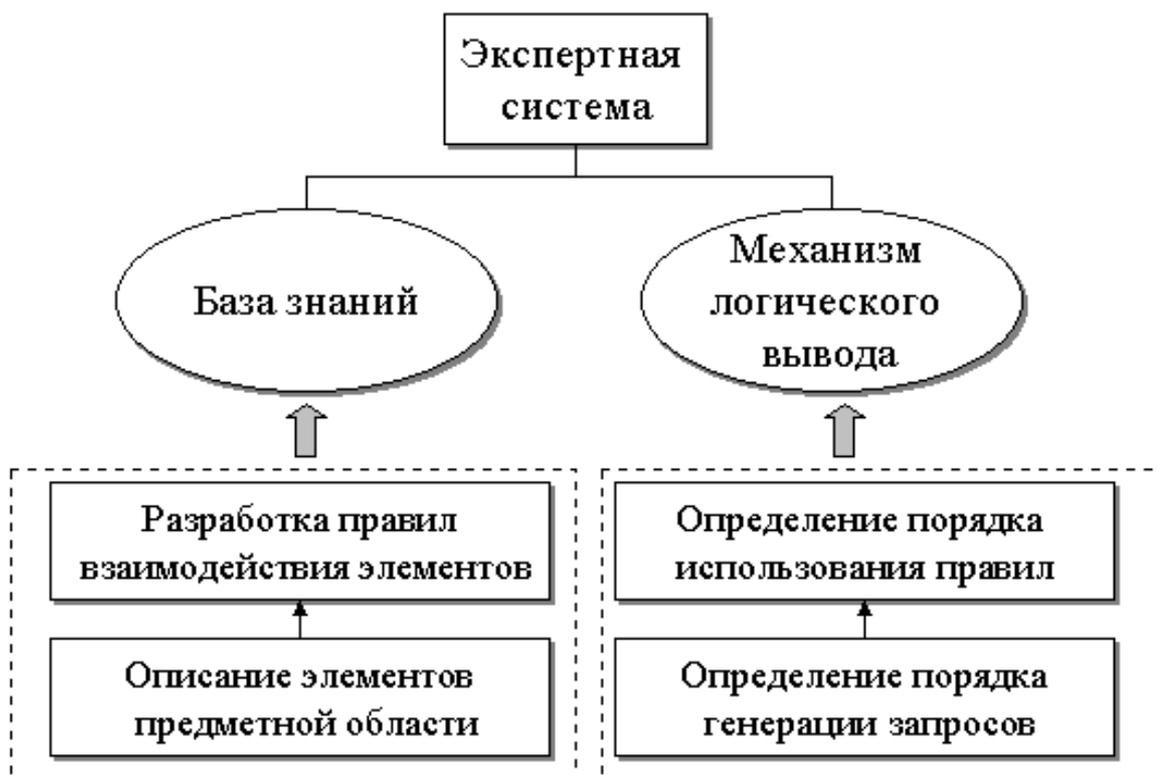 Экспертная
система
База знаний
Механизм
логического
вывода
Разработка правил
взаимодействия элементов
Описание элементов
предметной области
Определение порядка
использования правил
Определение порядка
генерации запросов